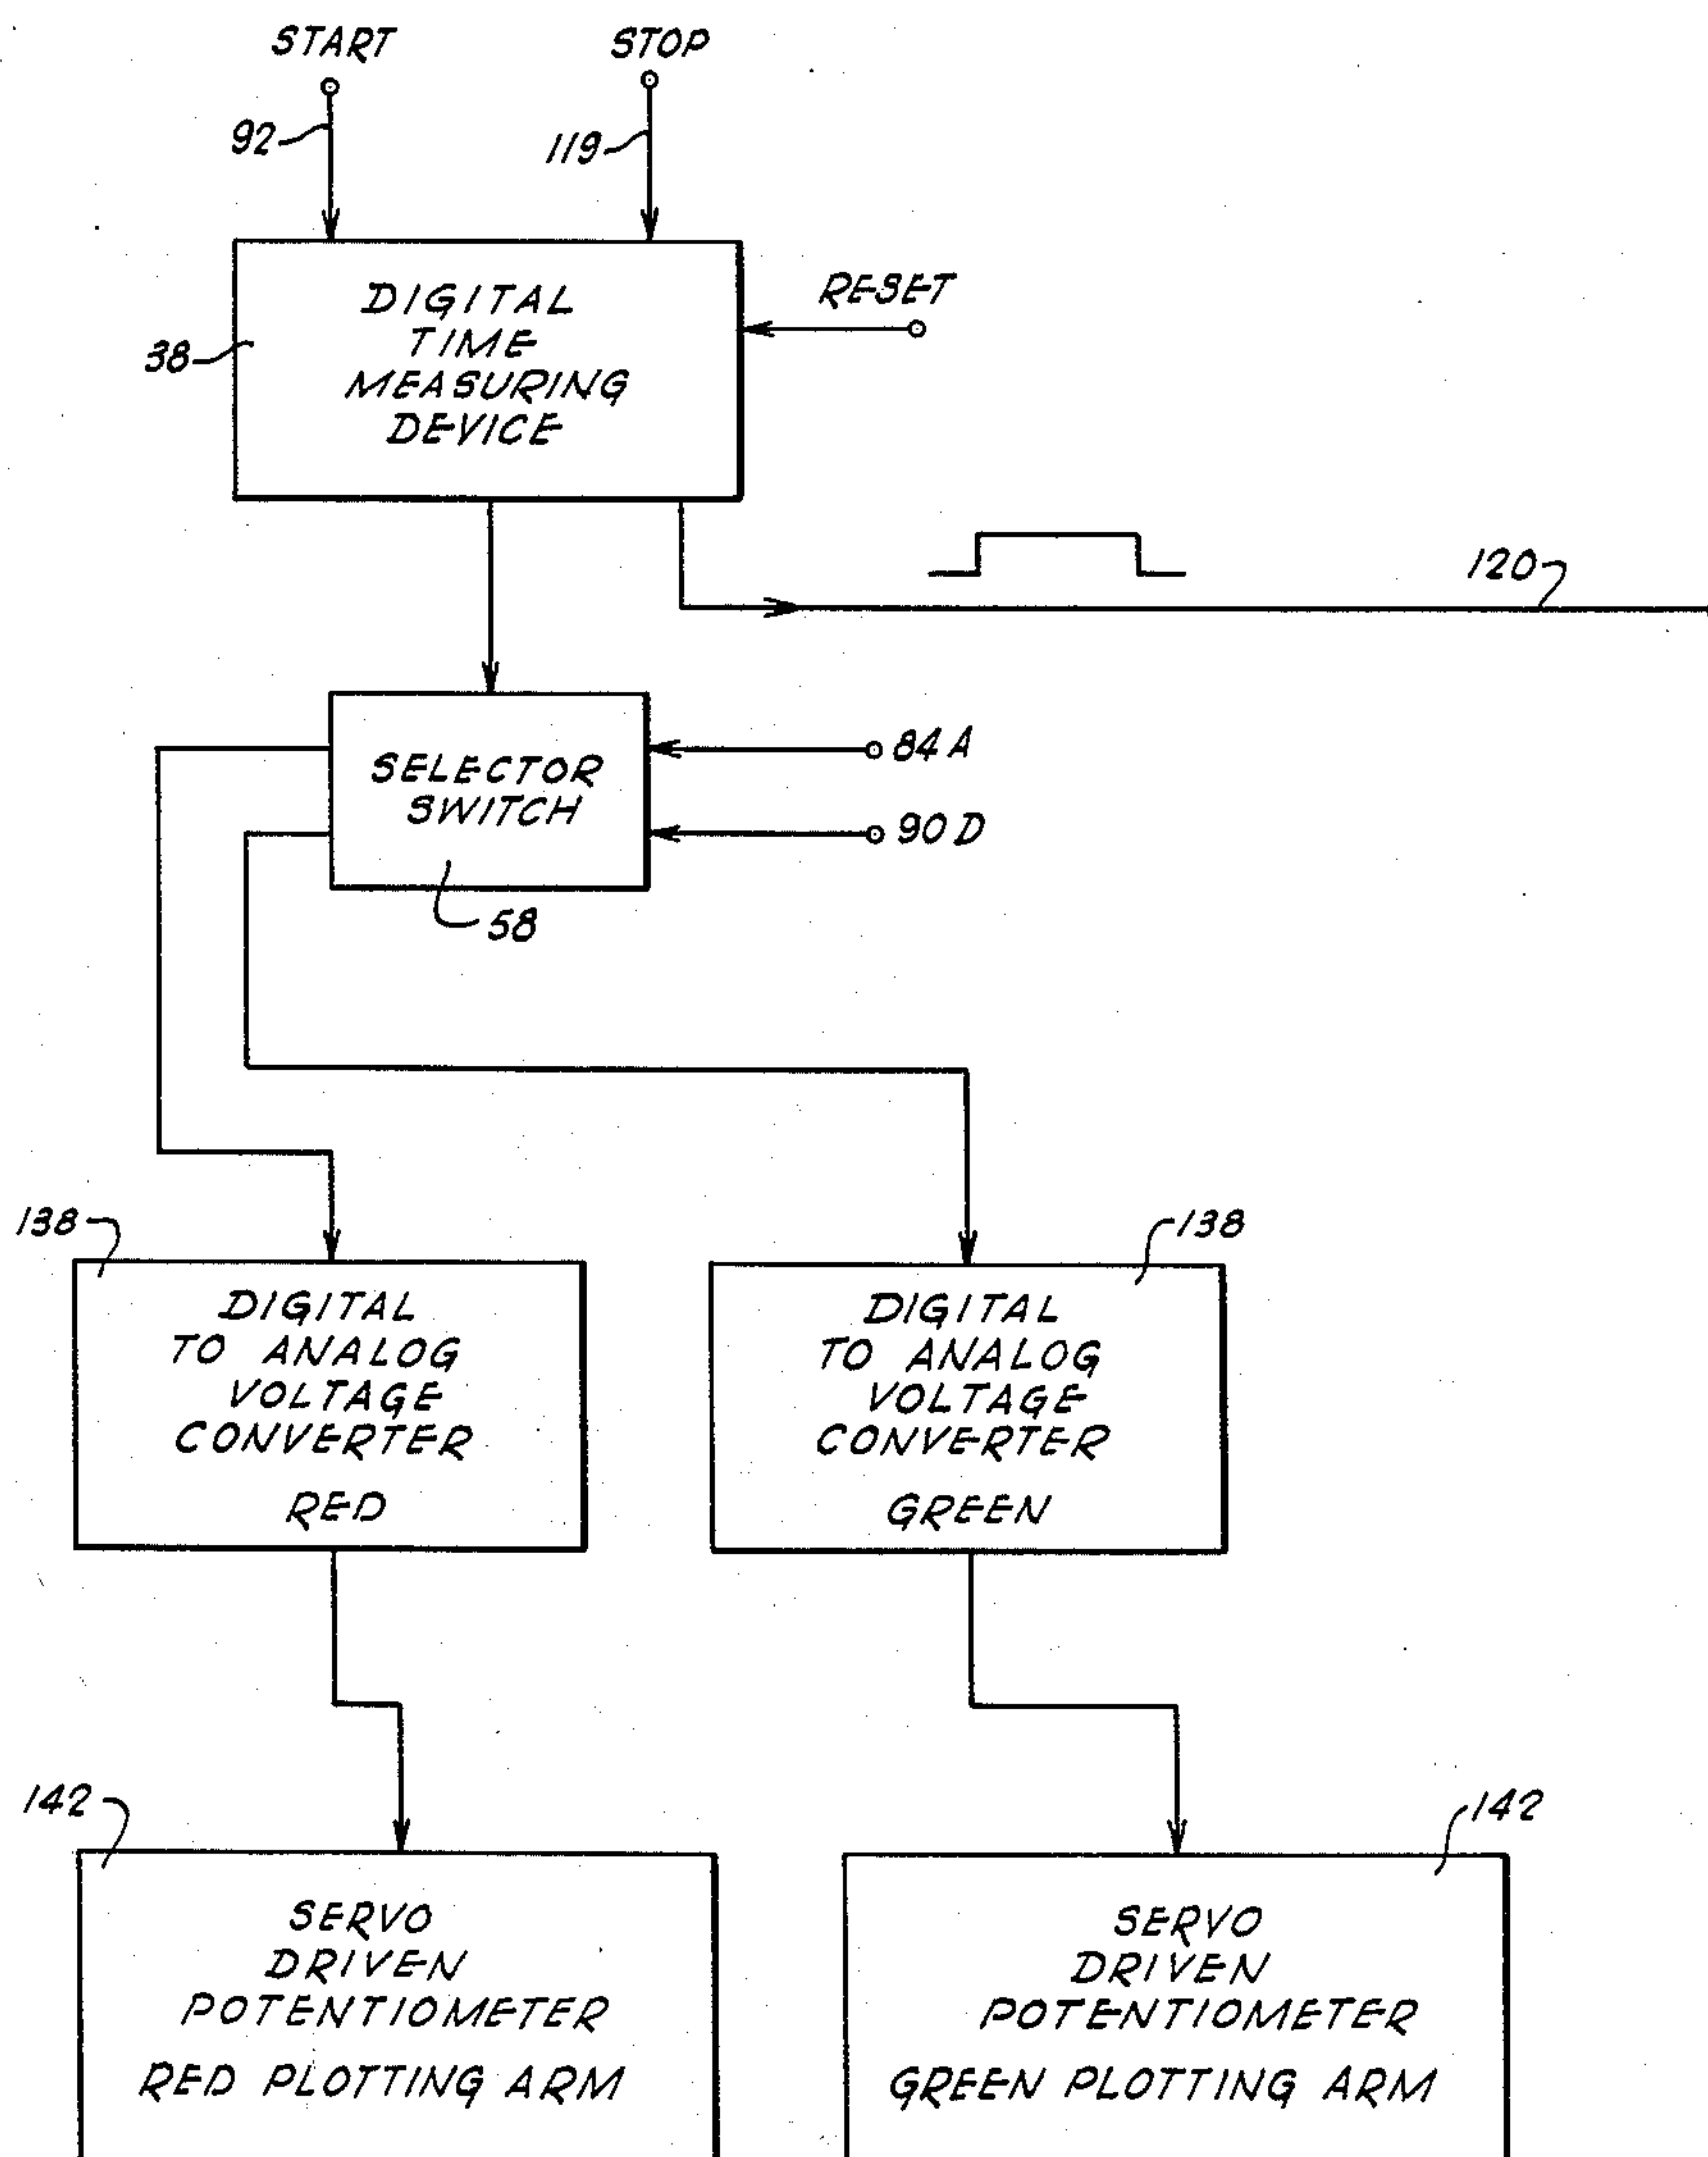 START
STOP
92
119
RESET
DIGITAL
TIME
MEASURING
DEVICE
38
120
SELECTOR
SWITCH
84A
90D
58
138
138
DIGITAL
TO ANALOG
VOLTAGE
CONVERTER
RED
DIGITAL
TO ANALOG
VOLTAGE
CONVERTER
GREEN
142
142
SERVO
DRIVEN
POTENTIOMETER
RED PLOTTING ARM
SERVO
DRIVEN
POTENTIOMETER
GREEN PLOTTING ARM